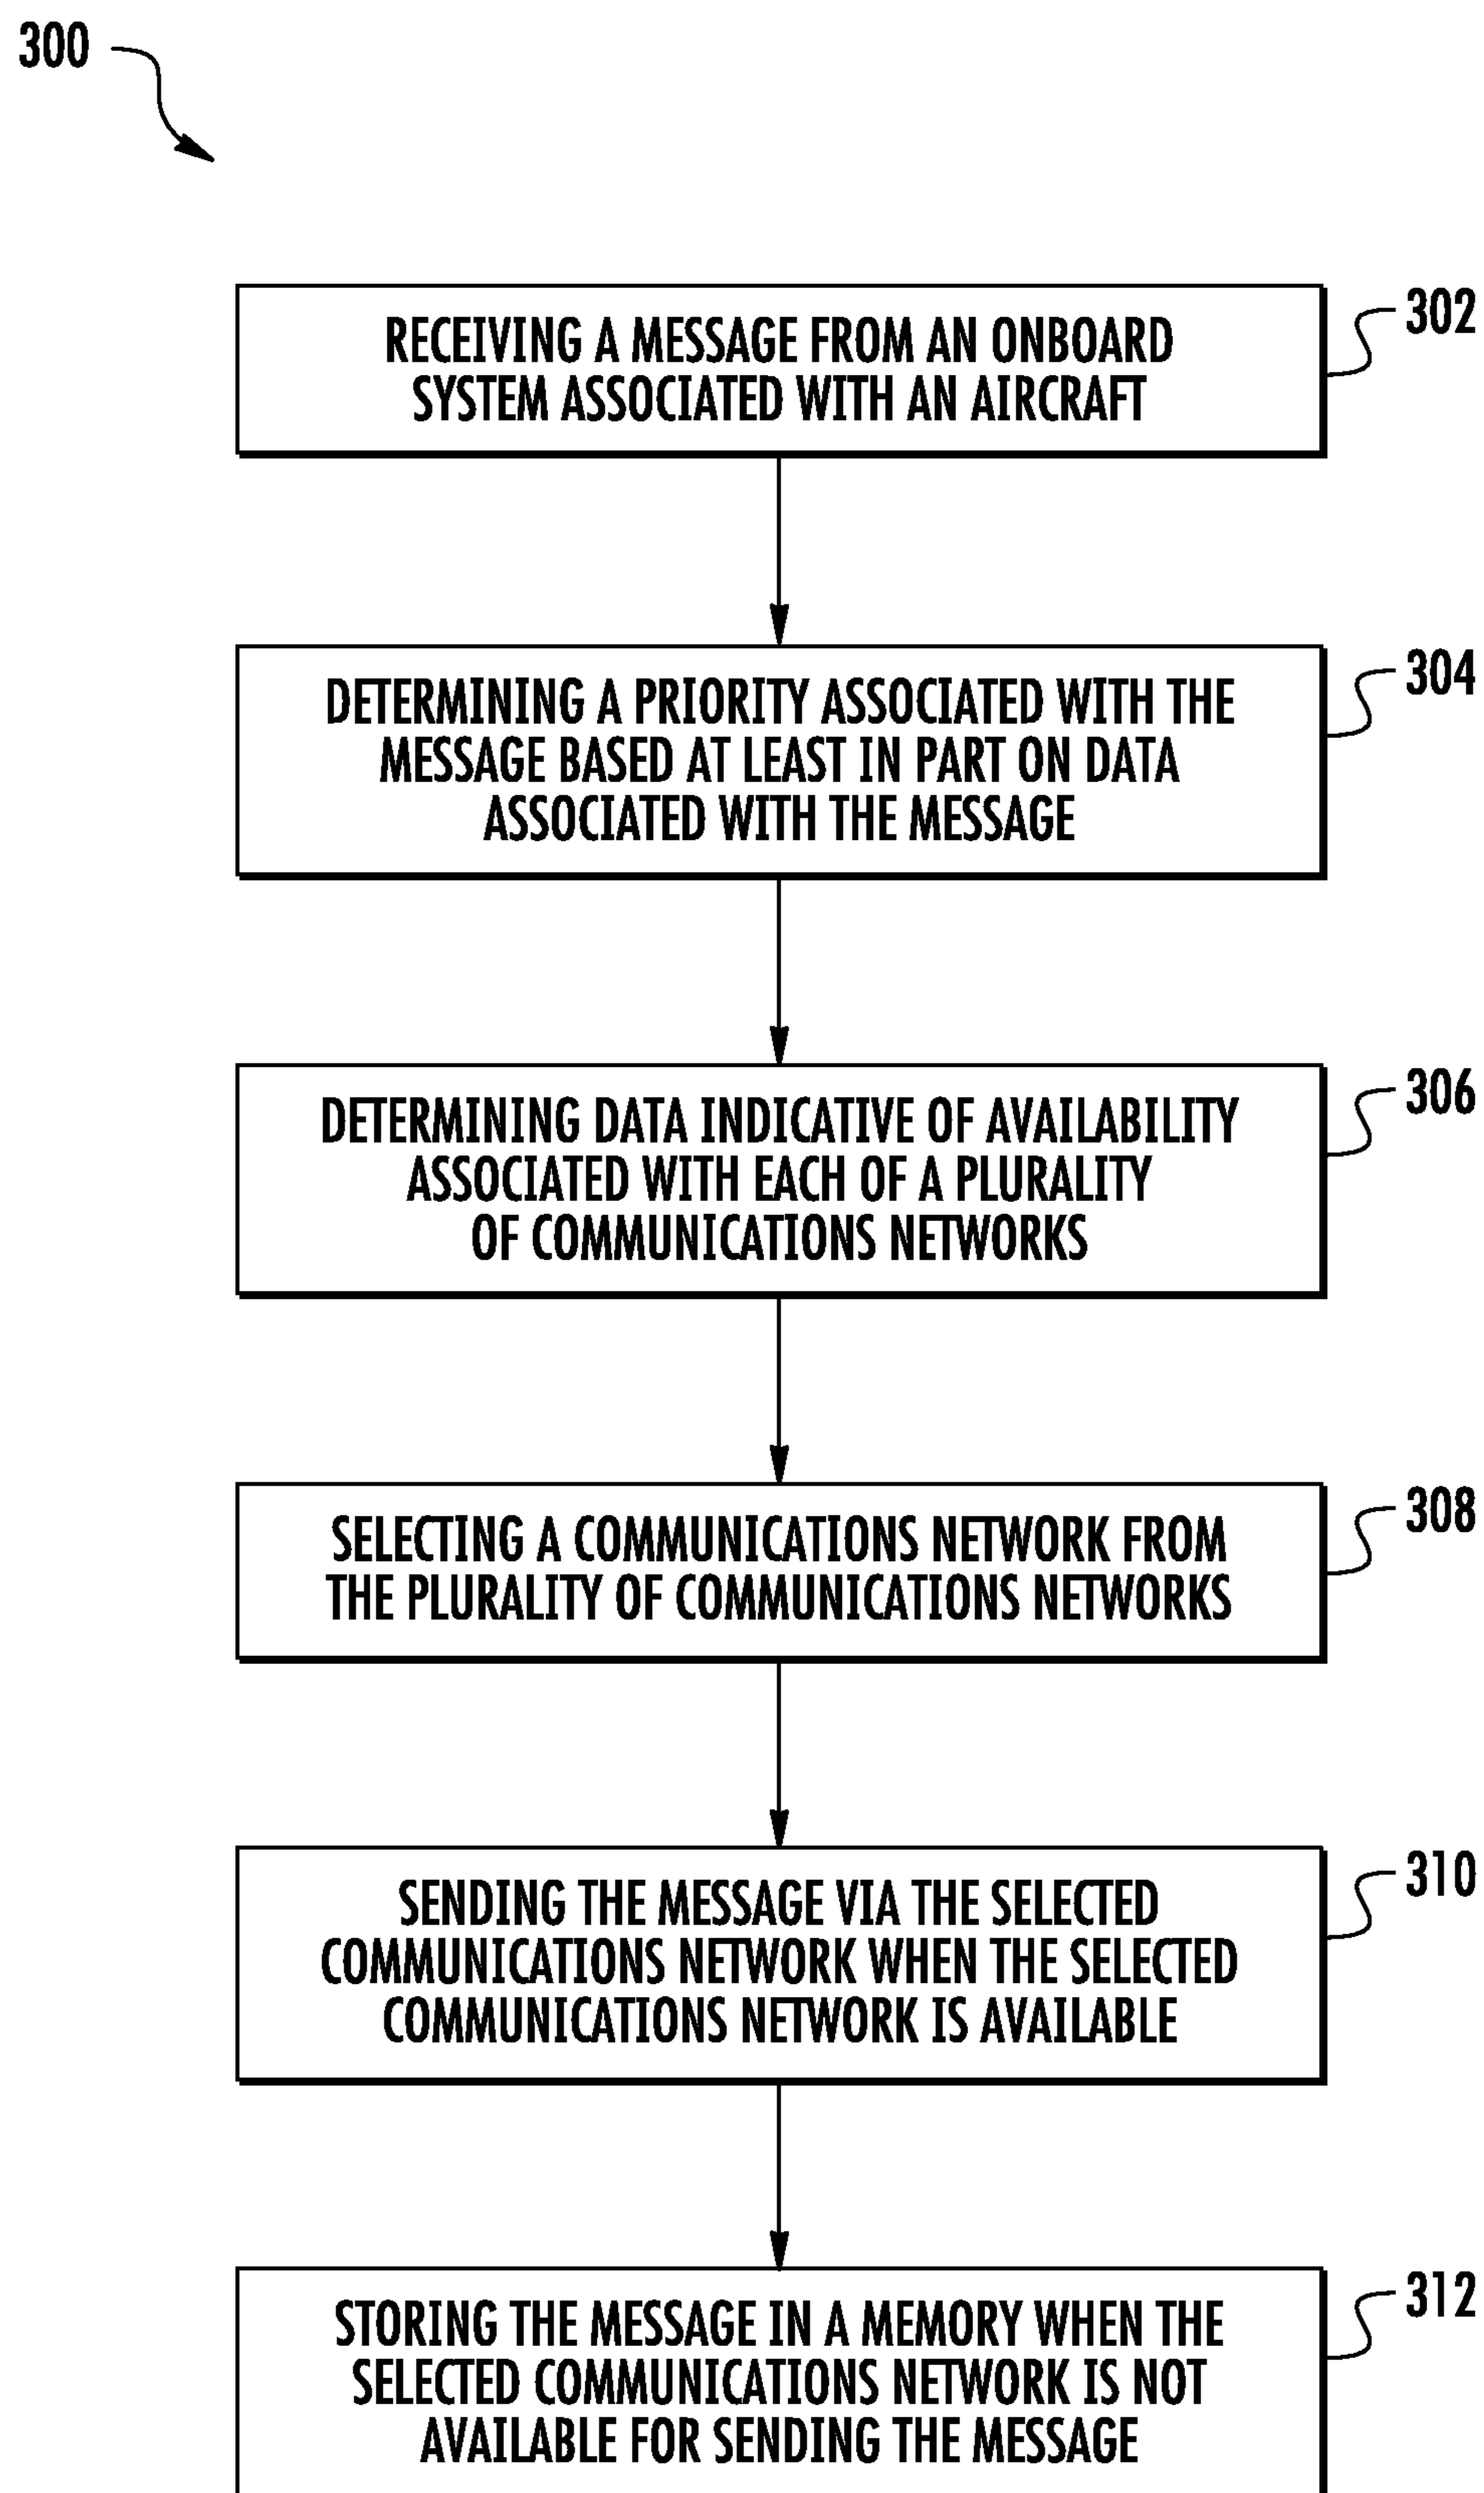 300
302
RECEIVING A MESSAGE FROM AN ONBOARD
SYSTEM ASSOCIATED WITH AN AIRCRAFT
304
DETERMINING A PRIORITY ASSOCIATED WITH THE
MESSAGE BASED AT LEAST IN PART ON DATA
ASSOCIATED WITH THE MESSAGE
306
DETERMINING DATA INDICATIVE OF AVAILABILITY
ASSOCIATED WITH EACH OF A PLURALITY
OF COMMUNICATIONS NETWORKS
308
SELECTING A COMMUNICATIONS NETWORK FROM
THE PLURALITY OF COMMUNICATIONS NETWORKS
310
SENDING THE MESSAGE VIA THE SELECTED
COMMUNICATIONS NETWORK WHEN THE SELECTED
COMMUNICATIONS NETWORK IS AVAILABLE
312
STORING THE MESSAGE IN A MEMORY WHEN THE
SELECTED COMMUNICATIONS NETWORK IS NOT
AVAILABLE FOR SENDING THE MESSAGE